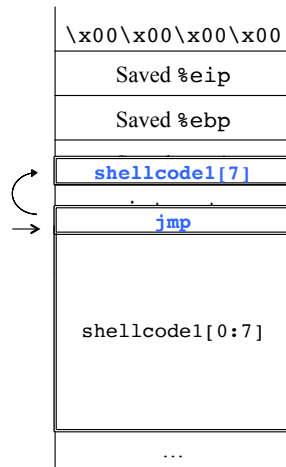 \x00\x00\x00\x00
Saved %eip
Saved %ebp
shellcode1[7]
jmp
shellcode1[0:7]
...